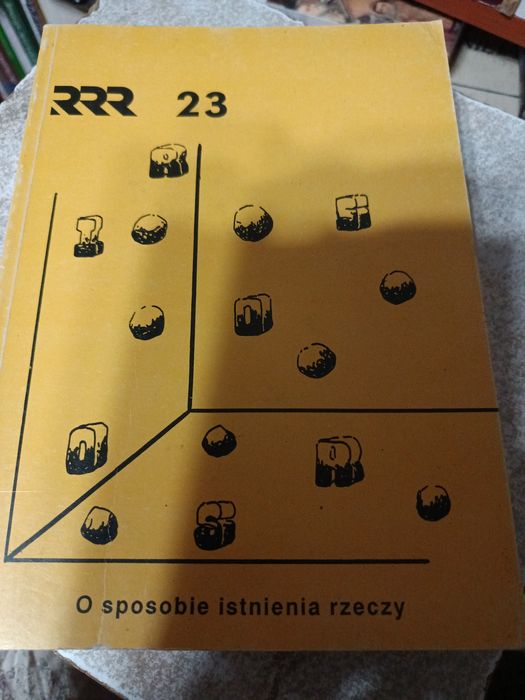 RRR 23
O sposobie istnienia rzeczy